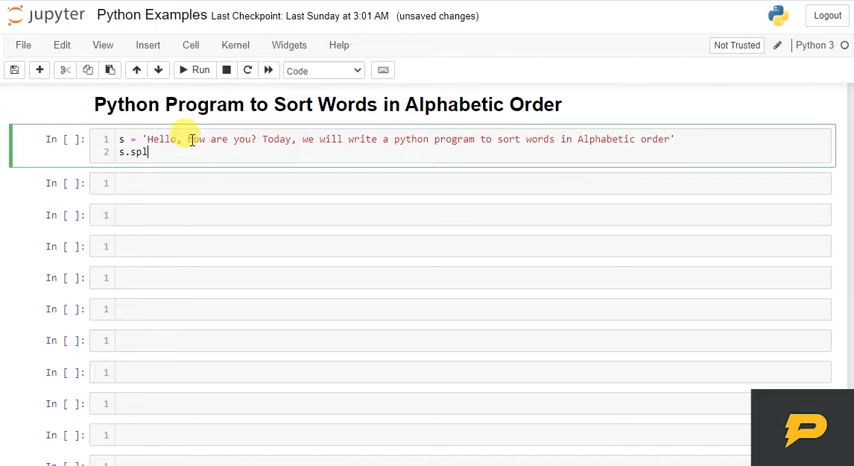 jupyter Python Examples Last Checkpoint: Last Sunday at 3:01 AM (unsaved changes) Logout
File Edit View Insert Cell Kernel Widgets Help Not Trusted Python 3
Run Code
Python Program to Sort Words in Alphabetic Order
In [ ]: 1 s = 'Hello, how are you? Today, we will write a python program to sort words in Alphabetic order'
2 s.spl
In [ ]: 1
In [ ]: 1
In [ ]: 1
In [ ]: 1
In [ ]: 1
In [ ]: 1
In [ ]: 1
In [ ]: 1
In [ ]: 1